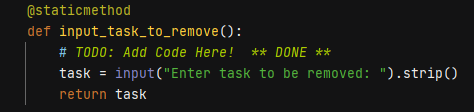 @staticmethod
def input_task_to_remove():
    # TODO: Add Code Here!  ** DONE **
    task = input("Enter task to be removed: ").strip()
    return task